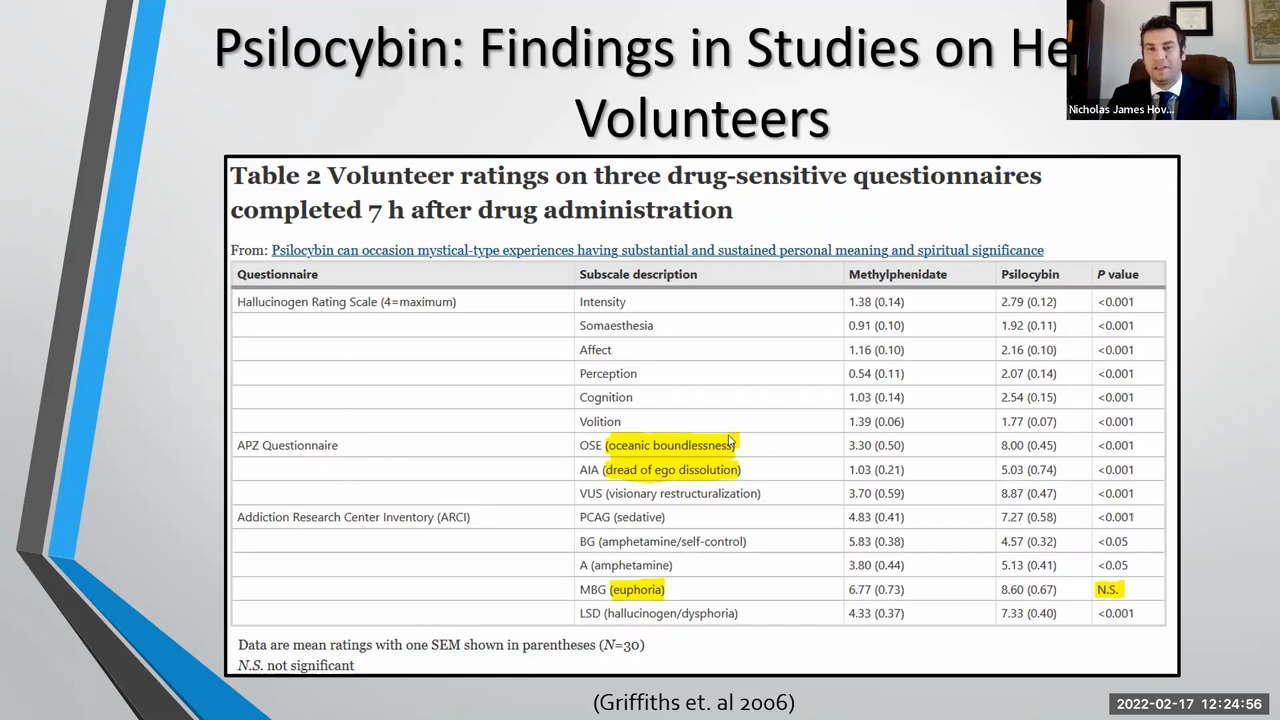 Psilocybin: Findings in Studies on He
Volunteers
Nicholas James Hov...
Table 2 Volunteer ratings on three drug-sensitive questionnaires
completed 7 h after drug administration
From: Psilocybin can occasion mystical-type experiences having substantial and sustained personal meaning and spiritual significance
Questionnaire Subscale description Methylphenidate Psilocybin P value
Hallucinogen Rating Scale (4=maximum) Intensity 1.38 (0.14) 2.79 (0.12) <0.001
Somaesthesia 0.91 (0.10) 1.92 (0.11) <0.001
Affect 1.16 (0.10) 2.16 (0.10) <0.001
Perception 0.54 (0.11) 2.07 (0.14) <0.001
Cognition 1.03 (0.14) 2.54 (0.15) <0.001
Volition 1.39 (0.06) 1.77 (0.07) <0.001
APZ Questionnaire OSE (oceanic boundlessness) 3.30 (0.50) 8.00 (0.45) <0.001
AIA (dread of ego dissolution) 1.03 (0.21) 5.03 (0.74) <0.001
VUS (visionary restructuralization) 3.70 (0.59) 8.87 (0.47) <0.001
Addiction Research Center Inventory (ARCI) PCAG (sedative) 4.83 (0.41) 7.27 (0.58) <0.001
BG (amphetamine/self-control) 5.83 (0.38) 4.57 (0.32) <0.05
A (amphetamine) 3.80 (0.44) 5.13 (0.41) <0.05
MBG (euphoria) 6.77 (0.73) 8.60 (0.67) N.S.
LSD (hallucinogen/dysphoria) 4.33 (0.37) 7.33 (0.40) <0.001
Data are mean ratings with one SEM shown in parentheses (N=30)
N.S. not significant
(Griffiths et. al 2006)
2022-02-17 12:24:56